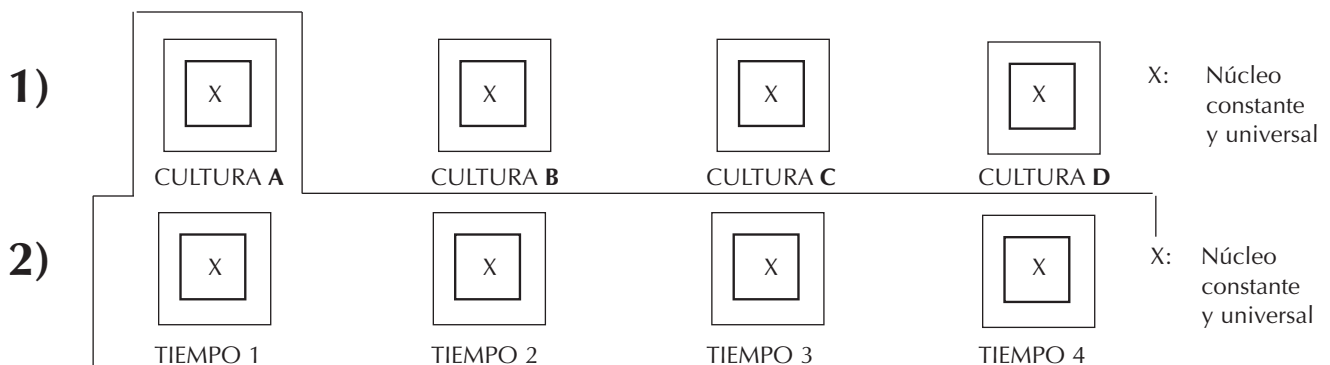 1)
X X X X
X: Núcleo
constante
y universal
CULTURA A CULTURA B CULTURA C CULTURA D
2)
X X X X
X: Núcleo
constante
y universal
TIEMPO 1 TIEMPO 2 TIEMPO 3 TIEMPO 4